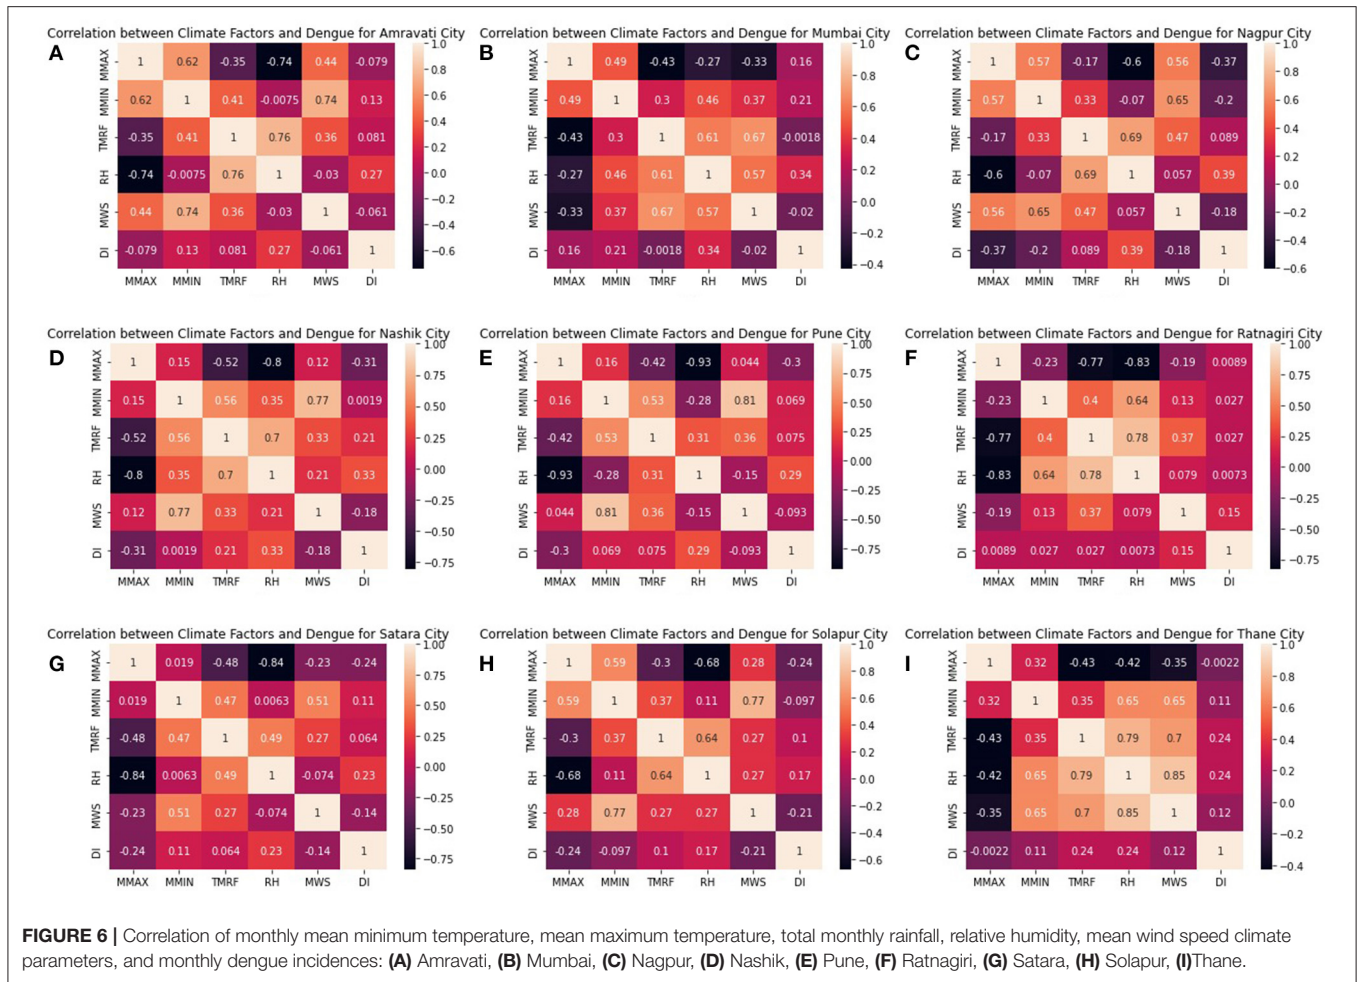 Correlation between Climate Factors and Dengue for Amravati City
A
MMAX 1 0.62 -0.35 -0.74 0.44 -0.079
MMIN 0.62 1 0.41 -0.0075 0.74 0.13
TMRF -0.35 0.41 1 0.76 0.36 0.081
RH -0.74 -0.0075 0.76 1 -0.03 0.27
MWS 0.44 0.74 0.36 -0.03 1 -0.061
DI -0.079 0.13 0.081 0.27 -0.061 1
MMAX MMIN TMRF RH MWS DI
1.0
0.8
0.6
0.4
0.2
0.0
−0.2
−0.4
−0.6
Correlation between Climate Factors and Dengue for Mumbai City
B
MMAX 1 0.49 -0.43 -0.27 -0.33 0.16
MMIN 0.49 1 0.3 0.46 0.37 0.21
TMRF -0.43 0.3 1 0.61 0.67 -0.0018
RH -0.27 0.46 0.61 1 0.57 0.34
MWS -0.33 0.37 0.67 0.57 1 -0.02
DI 0.16 0.21 -0.0018 0.34 -0.02 1
MMAX MMIN TMRF RH MWS DI
1.0
0.8
0.6
0.4
0.2
0.0
−0.2
−0.4
Correlation between Climate Factors and Dengue for Nagpur City
C
MMAX 1 0.57 -0.17 -0.6 0.56 -0.37
MMIN 0.57 1 0.33 -0.07 0.65 -0.2
TMRF -0.17 0.33 1 0.69 0.47 0.089
RH -0.6 -0.07 0.69 1 0.057 0.39
MWS 0.56 0.65 0.47 0.057 1 -0.18
DI -0.37 -0.2 0.089 0.39 -0.18 1
MMAX MMIN TMRF RH MWS DI
1.0
0.8
0.6
0.4
0.2
0.0
−0.2
−0.4
−0.6
Correlation between Climate Factors and Dengue for Nashik City
D
MMAX 1 0.15 -0.52 -0.8 0.12 -0.31
MMIN 0.15 1 0.56 0.35 0.77 0.0019
TMRF -0.52 0.56 1 0.7 0.33 0.21
RH -0.8 0.35 0.7 1 0.21 0.33
MWS 0.12 0.77 0.33 0.21 1 -0.18
DI -0.31 0.0019 0.21 0.33 -0.18 1
MMAX MMIN TMRF RH MWS DI
1.00
0.75
0.50
0.25
0.00
−0.25
−0.50
−0.75
Correlation between Climate Factors and Dengue for Pune City
E
MMAX 1 0.16 -0.42 -0.93 0.044 -0.3
MMIN 0.16 1 0.53 -0.28 0.81 0.069
TMRF -0.42 0.53 1 0.31 0.36 0.075
RH -0.93 -0.28 0.31 1 -0.15 0.29
MWS 0.044 0.81 0.36 -0.15 1 -0.093
DI -0.3 0.069 0.075 0.29 -0.093 1
MMAX MMIN TMRF RH MWS DI
1.00
0.75
0.50
0.25
0.00
−0.25
−0.50
−0.75
Correlation between Climate Factors and Dengue for Ratnagiri City
F
MMAX 1 -0.23 -0.77 -0.83 -0.19 0.0089
MMIN -0.23 1 0.4 0.64 0.13 0.027
TMRF -0.77 0.4 1 0.78 0.37 0.027
RH -0.83 0.64 0.78 1 0.079 0.0073
MWS -0.19 0.13 0.37 0.079 1 0.15
DI 0.0089 0.027 0.027 0.0073 0.15 1
MMAX MMIN TMRF RH MWS DI
1.00
0.75
0.50
0.25
0.00
−0.25
−0.50
−0.75
Correlation between Climate Factors and Dengue for Satara City
G
MMAX 1 0.019 -0.48 -0.84 -0.23 -0.24
MMIN 0.019 1 0.47 0.0063 0.51 0.11
TMRF -0.48 0.47 1 0.49 0.27 0.064
RH -0.84 0.0063 0.49 1 -0.074 0.23
MWS -0.23 0.51 0.27 -0.074 1 -0.14
DI -0.24 0.11 0.064 0.23 -0.14 1
MMAX MMIN TMRF RH MWS DI
1.00
0.75
0.50
0.25
0.00
−0.25
−0.50
−0.75
Correlation between Climate Factors and Dengue for Solapur City
H
MMAX 1 0.59 -0.3 -0.68 0.28 -0.24
MMIN 0.59 1 0.37 0.11 0.77 -0.097
TMRF -0.3 0.37 1 0.64 0.27 0.1
RH -0.68 0.11 0.64 1 0.27 0.17
MWS 0.28 0.77 0.27 0.27 1 -0.21
DI -0.24 -0.097 0.1 0.17 -0.21 1
MMAX MMIN TMRF RH MWS DI
1.0
0.8
0.6
0.4
0.2
0.0
−0.2
−0.4
−0.6
Correlation between Climate Factors and Dengue for Thane City
I
MMAX 1 0.32 -0.43 -0.42 -0.35 -0.0022
MMIN 0.32 1 0.35 0.65 0.65 0.11
TMRF -0.43 0.35 1 0.79 0.7 0.24
RH -0.42 0.65 0.79 1 0.85 0.24
MWS -0.35 0.65 0.7 0.85 1 0.12
DI -0.0022 0.11 0.24 0.24 0.12 1
MMAX MMIN TMRF RH MWS DI
1.0
0.8
0.6
0.4
0.2
0.0
−0.2
−0.4
FIGURE 6 | Correlation of monthly mean minimum temperature, mean maximum temperature, total monthly rainfall, relative humidity, mean wind speed climate
parameters, and monthly dengue incidences: (A) Amravati, (B) Mumbai, (C) Nagpur, (D) Nashik, (E) Pune, (F) Ratnagiri, (G) Satara, (H) Solapur, (I)Thane.